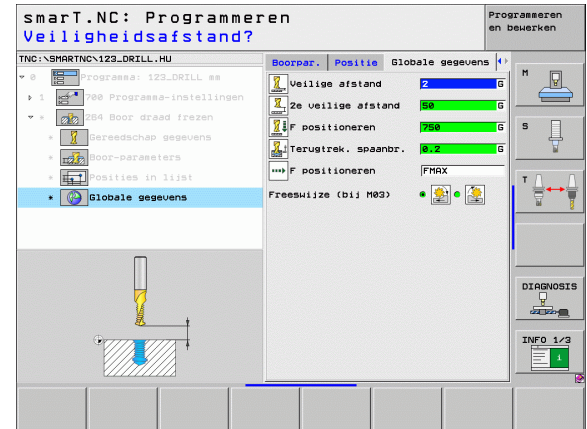 smarT.NC: Programmeren
Programmeren en bewerken
Veiligheidsafstand?
TNC:\SMARTNC\123_DRILL.HU
0 Programma: 123_DRILL mm
1 700 Programma-instellingen
* 264 Boor draad frezen
* Gereedschap gegevens
* Boor-parameters
* Posities in lijst
* Globale gegevens
Boorpar. Positie Globale gegevens
Veilige afstand 2 G
2e veilige afstand 50 G
F positioneren 750 G
Terugtrek. spaanbr. 0.2 G
F positioneren FMAX
Freeswijze (bij M03)
M
S
T
DIAGNOSIS
INFO 1/3